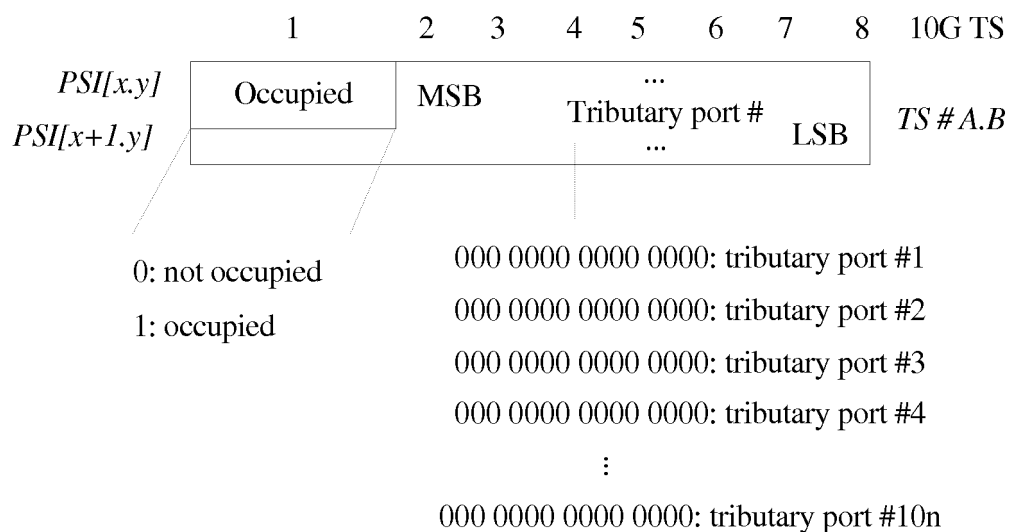 1 2 3 4 5 6 7 8 10G TS
PSI[x.y] Occupied MSB ...
Tributary port # TS # A.B
PSI[x+1.y] ... LSB
0: not occupied
1: occupied
000 0000 0000 0000: tributary port #1
000 0000 0000 0000: tributary port #2
000 0000 0000 0000: tributary port #3
000 0000 0000 0000: tributary port #4
⋮
000 0000 0000 0000: tributary port #10n